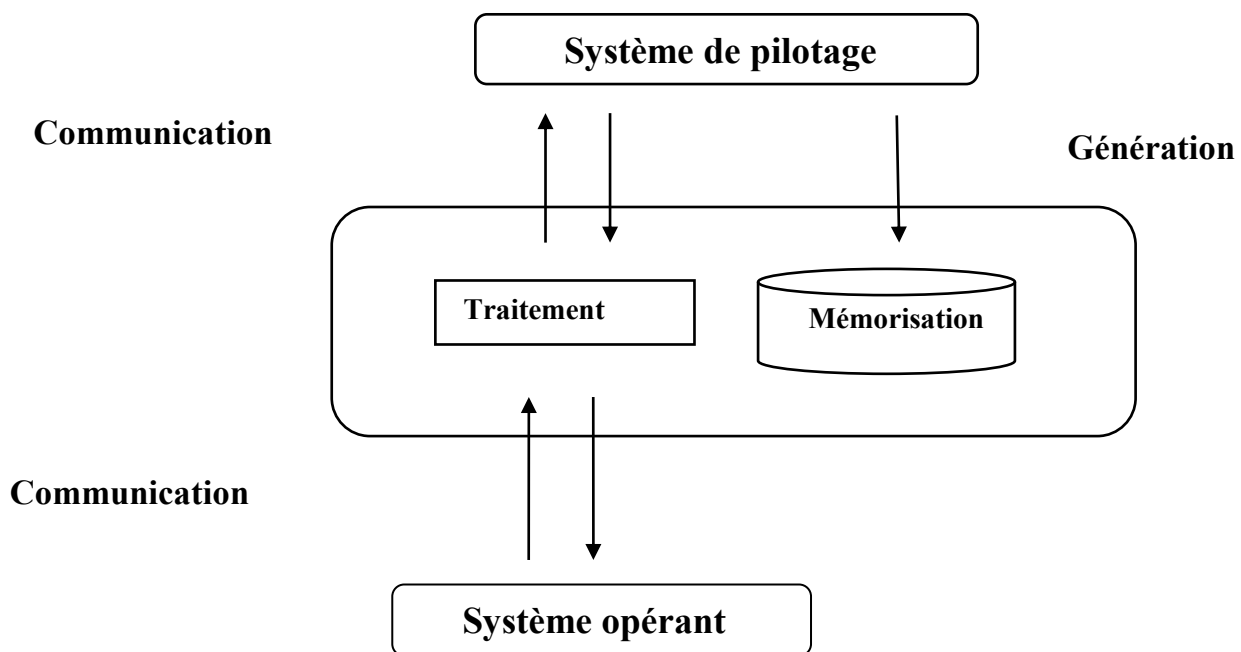 Système de pilotage
Communication
Génération
Traitement
Mémorisation
Communication
Système opérant